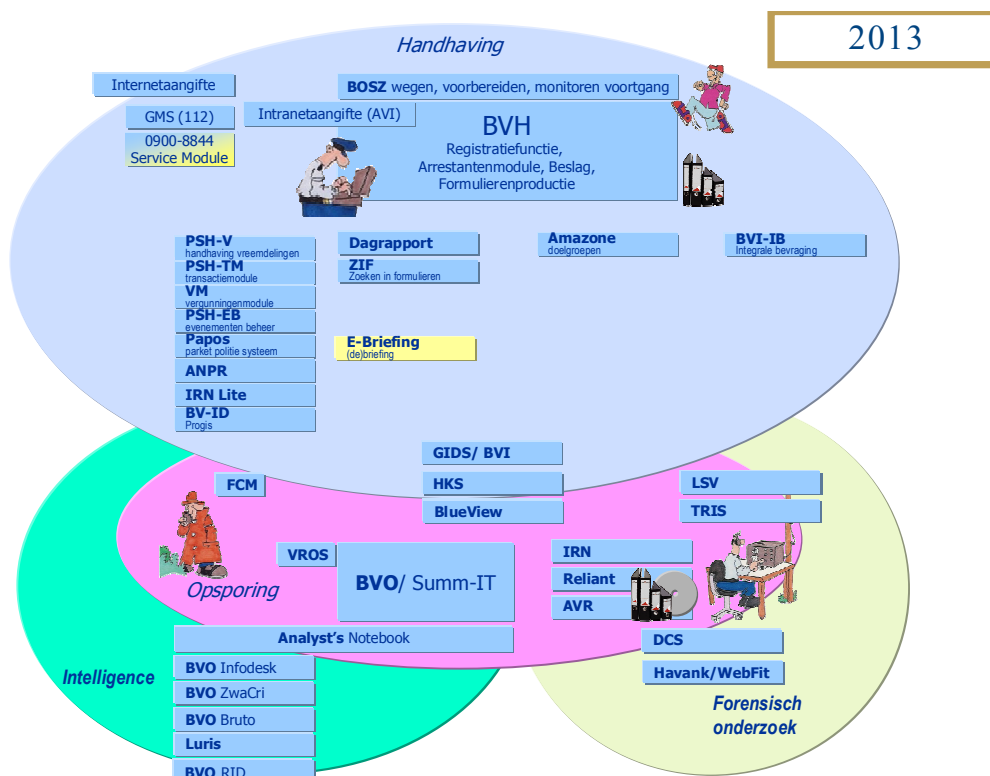 2013
Handhaving
Internetaangifte
BOSZ wegen, voorbereiden, monitoren voortgang
GMS (112)
Intranetaangifte (AVI)
0900-8844
Service Module
BVH
Registratiefunctie,
Arrestantenmodule, Beslag,
Formulierenproductie
PSH-V
handhaving vreemdelingen
PSH-TM
transactiemodule
VM
vergunningenmodule
PSH-EB
evenementen beheer
Papos
parket politie systeem
ANPR
IRN Lite
BV-ID
Progis
Dagrapport
ZIF
Zoeken in formulieren
E-Briefing
(de)briefing
Amazone
doelgroepen
BVI-IB
Integrale bevraging
GIDS/ BVI
HKS
BlueView
FCM
LSV
TRIS
VROS
BVO/ Summ-IT
IRN
Reliant
AVR
Opsporing
Analyst's Notebook
DCS
Havank/WebFit
Intelligence
BVO Infodesk
BVO ZwaCri
BVO Bruto
Luris
BVO RID
Forensisch
onderzoek